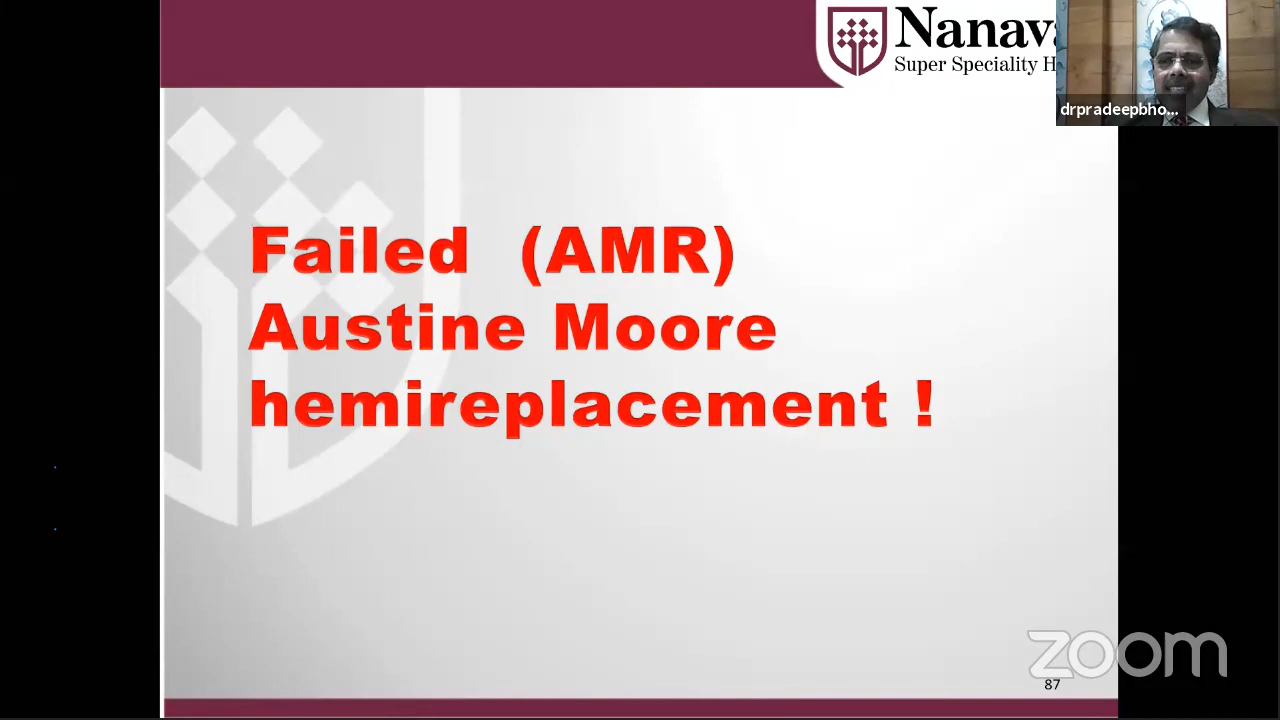 Nanava
Super Speciality H
drpradeepbho...
Failed (AMR)
Austine Moore
hemireplacement !
zoom
87